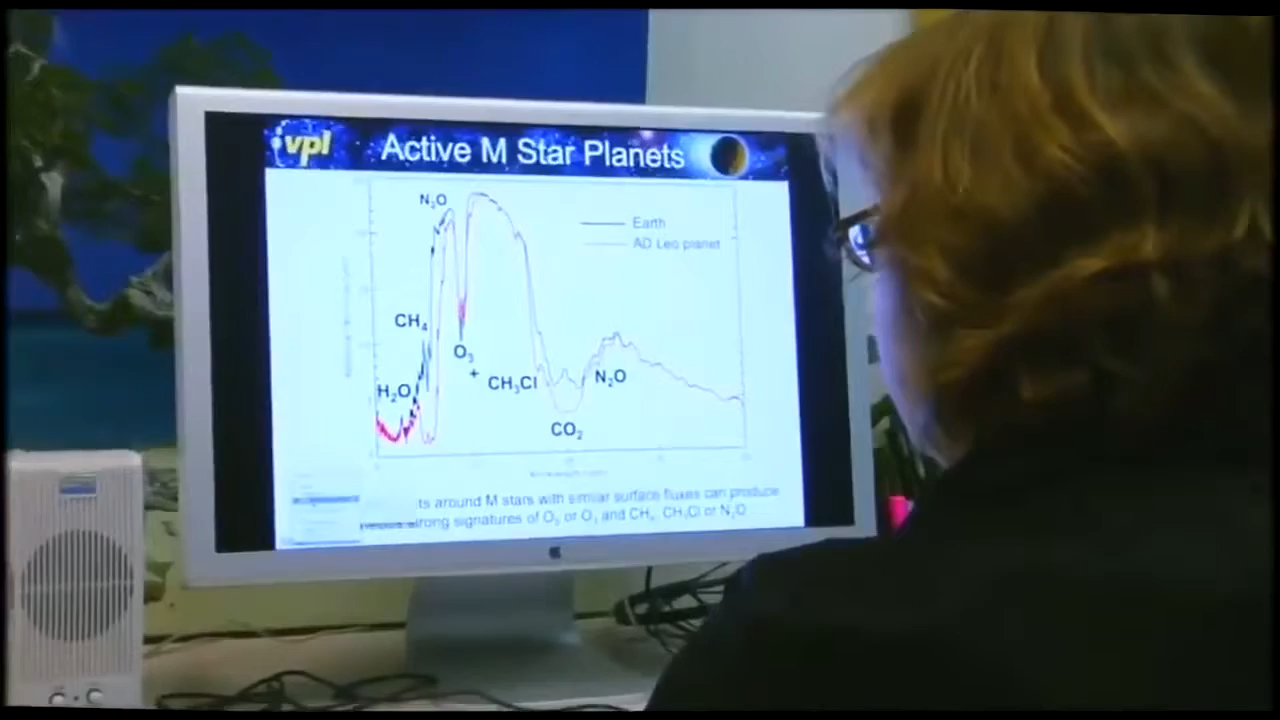 vpl
Active M Star Planets
N2O
Earth
AD Leo planet
CH4
O3
+
CH3Cl
N2O
H2O
CO2
ts around M stars with similar surface fluxes can produce
rong signatures of O2 or O3 and CH4, CH3Cl or N2O